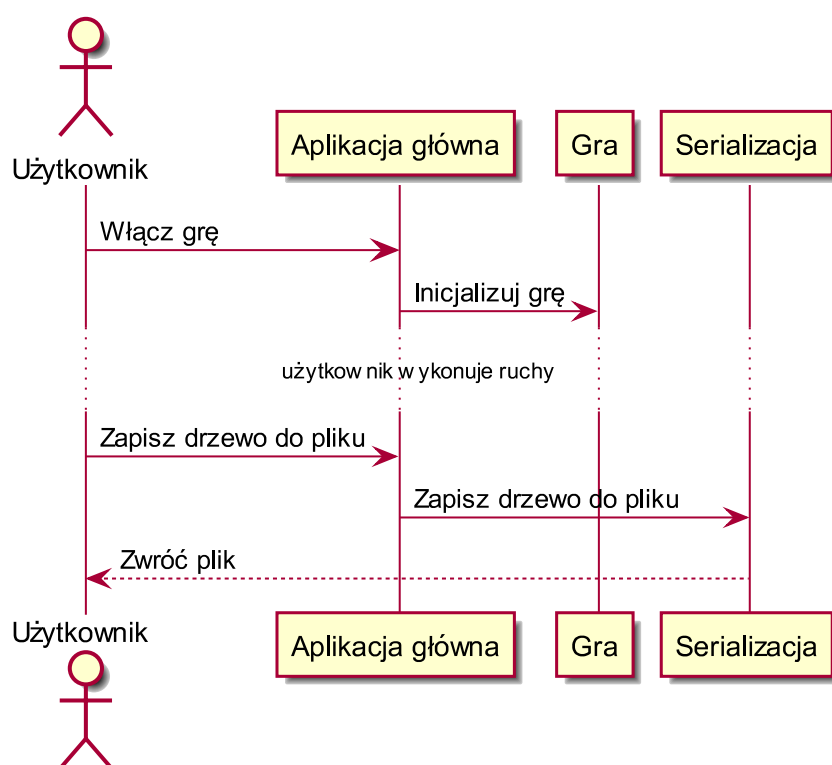 Użytkownik
Aplikacja główna
Gra
Serializacja
Włącz grę
Inicjalizuj grę
użytkownik wykonuje ruchy
Zapisz drzewo do pliku
Zapisz drzewo do pliku
Zwróć plik
Użytkownik
Aplikacja główna
Gra
Serializacja